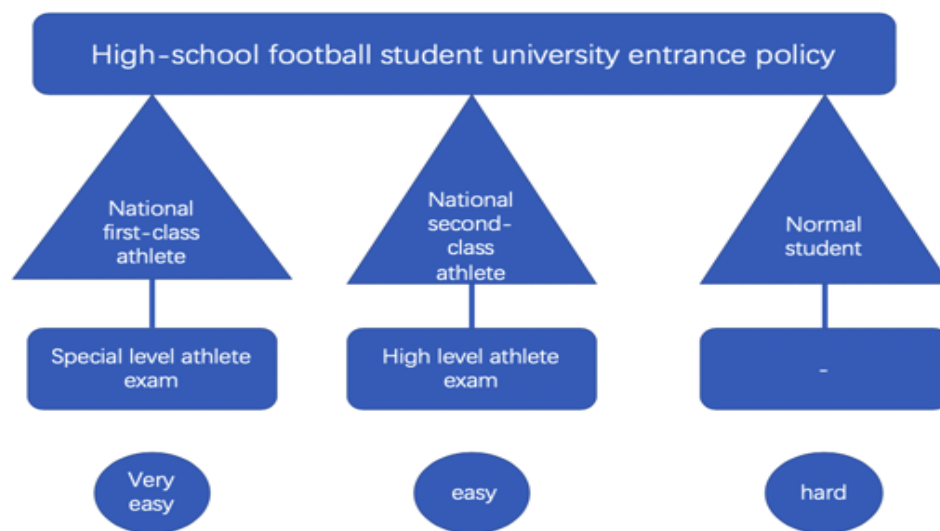 High-school football student university entrance policy
National
first-class
athlete
National
second-
class
athlete
Normal
student
Special level athlete
exam
High level athlete
exam
-
Very
easy
easy
hard